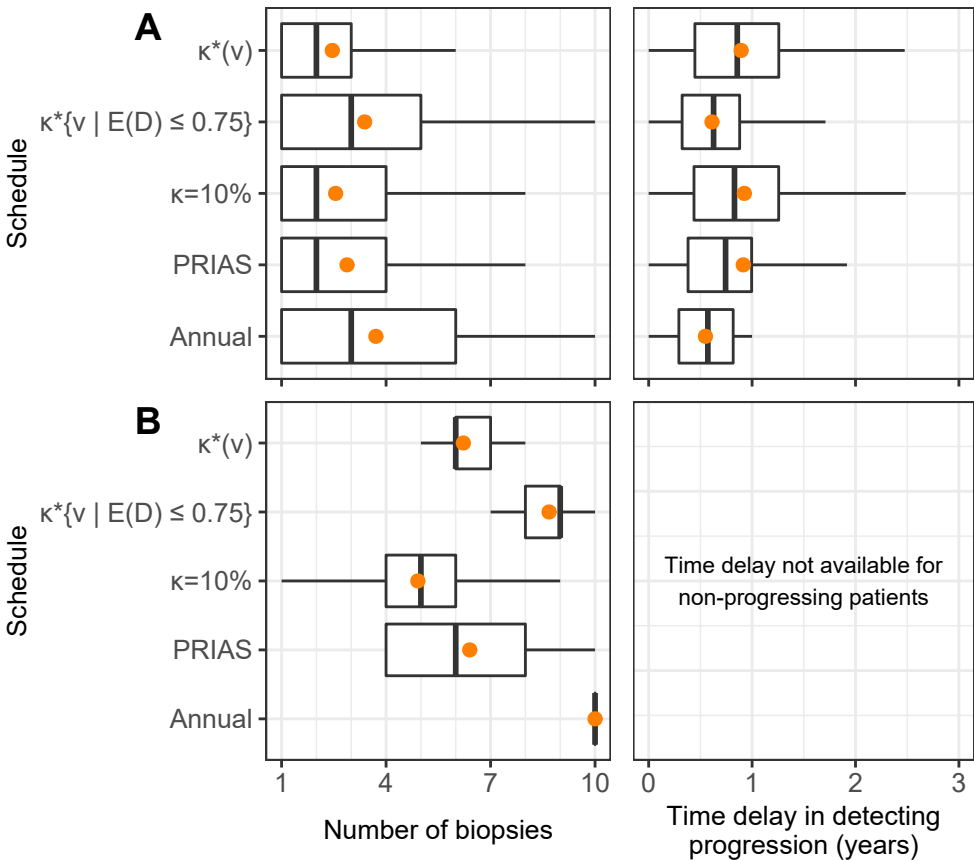 A
Schedule
κ*(v)
κ*{v | E(D) ≤ 0.75}
κ=10%
PRIAS
Annual
B
Schedule
κ*(v)
κ*{v | E(D) ≤ 0.75}
κ=10%
PRIAS
Annual
Time delay not available for
non-progressing patients
1 4 7 10
0 1 2 3
Number of biopsies
Time delay in detecting
progression (years)